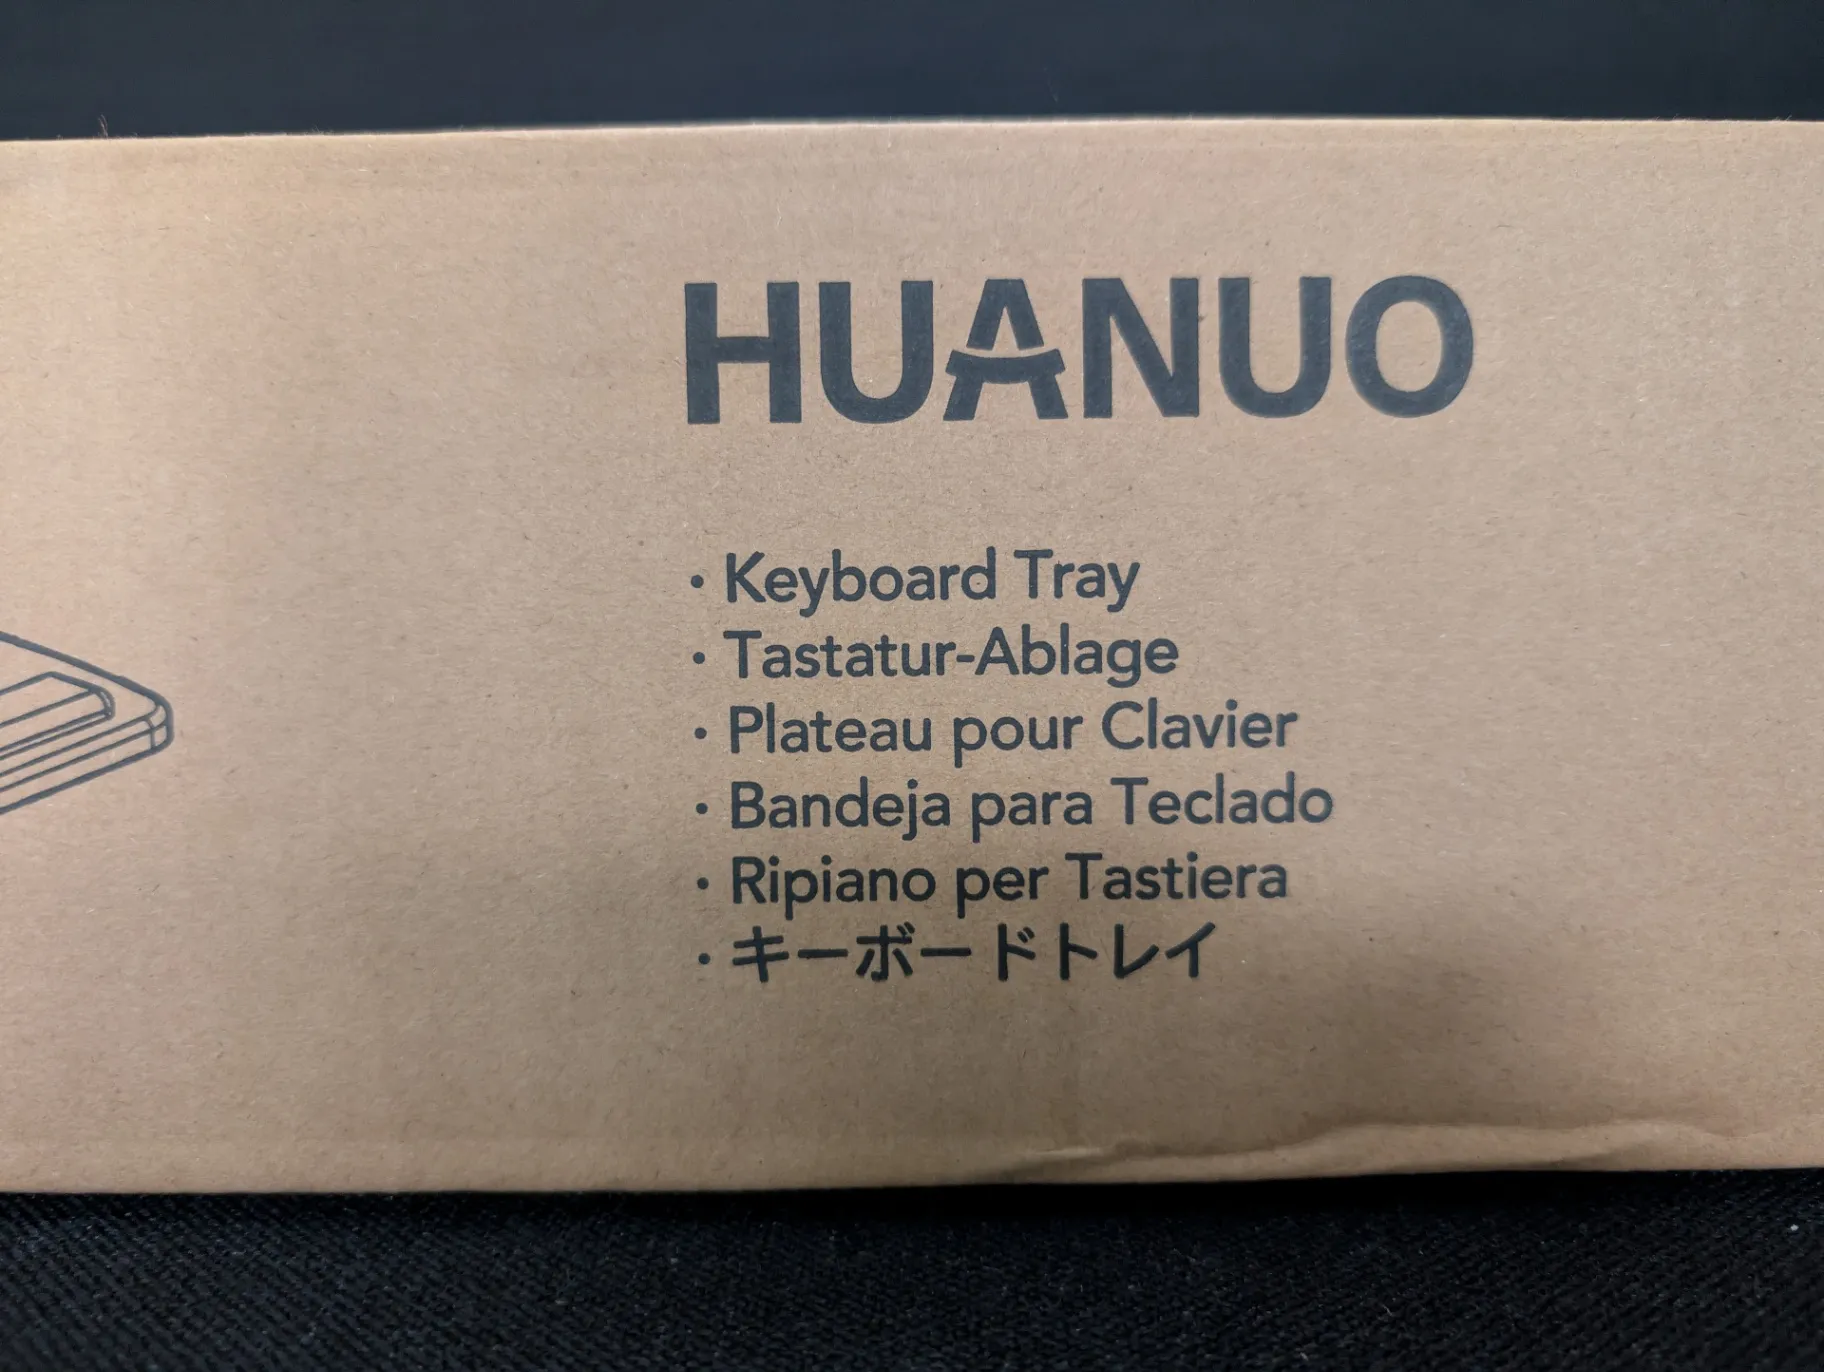 HUANUO
· Keyboard Tray
· Tastatur-Ablage
· Plateau pour Clavier
· Bandeja para Teclado
· Ripiano per Tastiera
· キーボードトレイ